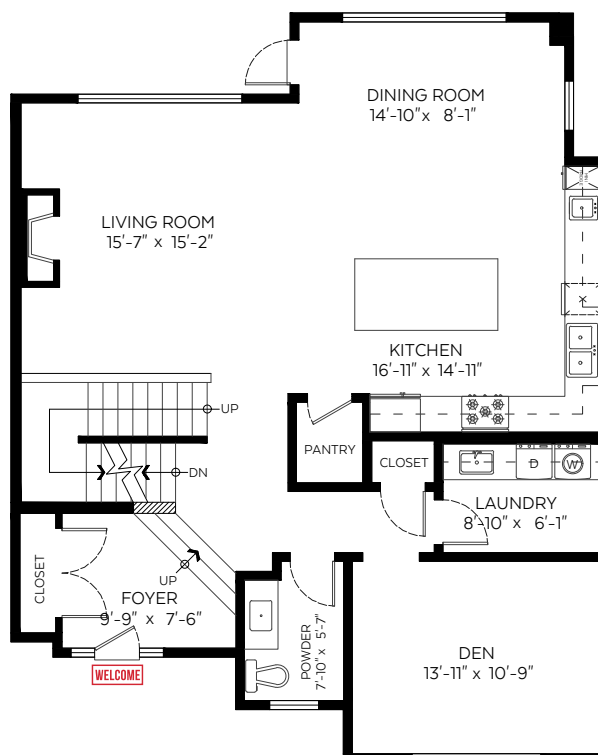 DINING ROOM
14'-10" x 8'-1"
LIVING ROOM
15'-7" x 15'-2"
KITCHEN
16'-11" x 14'-11"
UP
PANTRY
CLOSET
DN
D
W
LAUNDRY
8'-10" x 6'-1"
CLOSET
UP
FOYER
9'-9" x 7'-6"
POWDER
7'-10" x 5'-7"
DEN
13'-11" x 10'-9"
WELCOME